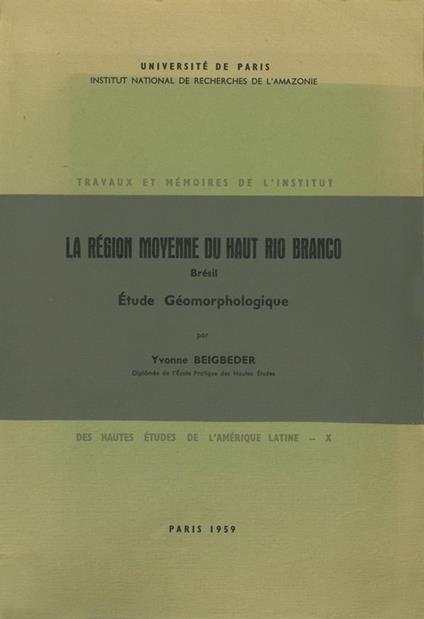 UNIVERSITÉ DE PARIS
INSTITUT NATIONAL DE RECHERCHES DE L'AMAZONIE
TRAVAUX ET MÉMOIRES DE L'INSTITUT
LA RÉGION MOYENNE DU HAUT RIO BRANCO
Brésil
Étude Géomorphologique
par
Yvonne BEIGBEDER
Diplômée de l'École Pratique des Hautes Études
DES HAUTES ÉTUDES DE L'AMÉRIQUE LATINE – X
PARIS 1959